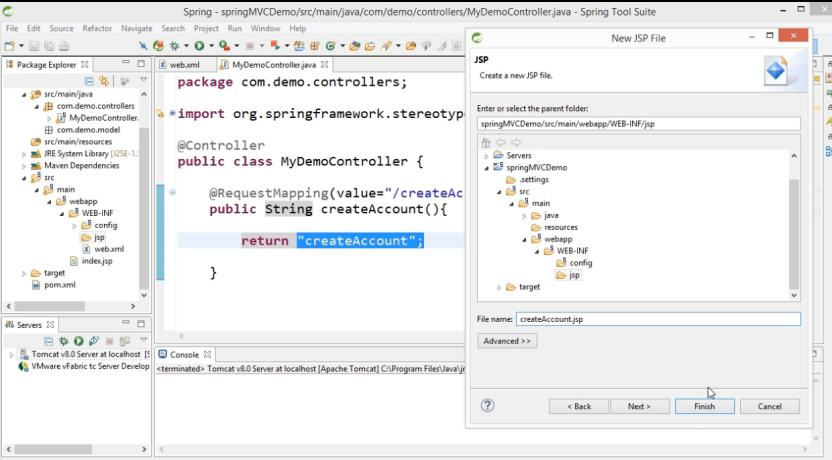 Spring - springMVCDemo/src/main/java/com/demo/controllers/MyDemoController.java - Spring Tool Suite
File Edit Source Refactor Navigate Search Project Run Window Help
Package Explorer
src/main/java
com.demo.controllers
MyDemoController.
com.demo.model
src/main/resources
JRE System Library [J2SE-1.
Maven Dependencies
src
main
webapp
WEB-INF
config
jsp
web.xml
index.jsp
target
pom.xml
Servers
Tomcat v8.0 Server at localhost [S
VMware vFabric tc Server Develop
web.xml
MyDemoController.java
package com.demo.controllers;
import org.springframework.stereotype
@Controller
public class MyDemoController {
@RequestMapping(value="/createAc
public String createAccount(){
return "createAccount";
}
Console
<terminated> Tomcat v8.0 Server at localhost [Apache Tomcat] C:\Program Files\Java\jr
New JSP File
JSP
Create a new JSP file.
Enter or select the parent folder:
springMVCDemo/src/main/webapp/WEB-INF/jsp
Servers
springMVCDemo
.settings
src
main
java
resources
webapp
WEB-INF
config
jsp
target
File name: createAccount.jsp
Advanced >>
? < Back Next > Finish Cancel